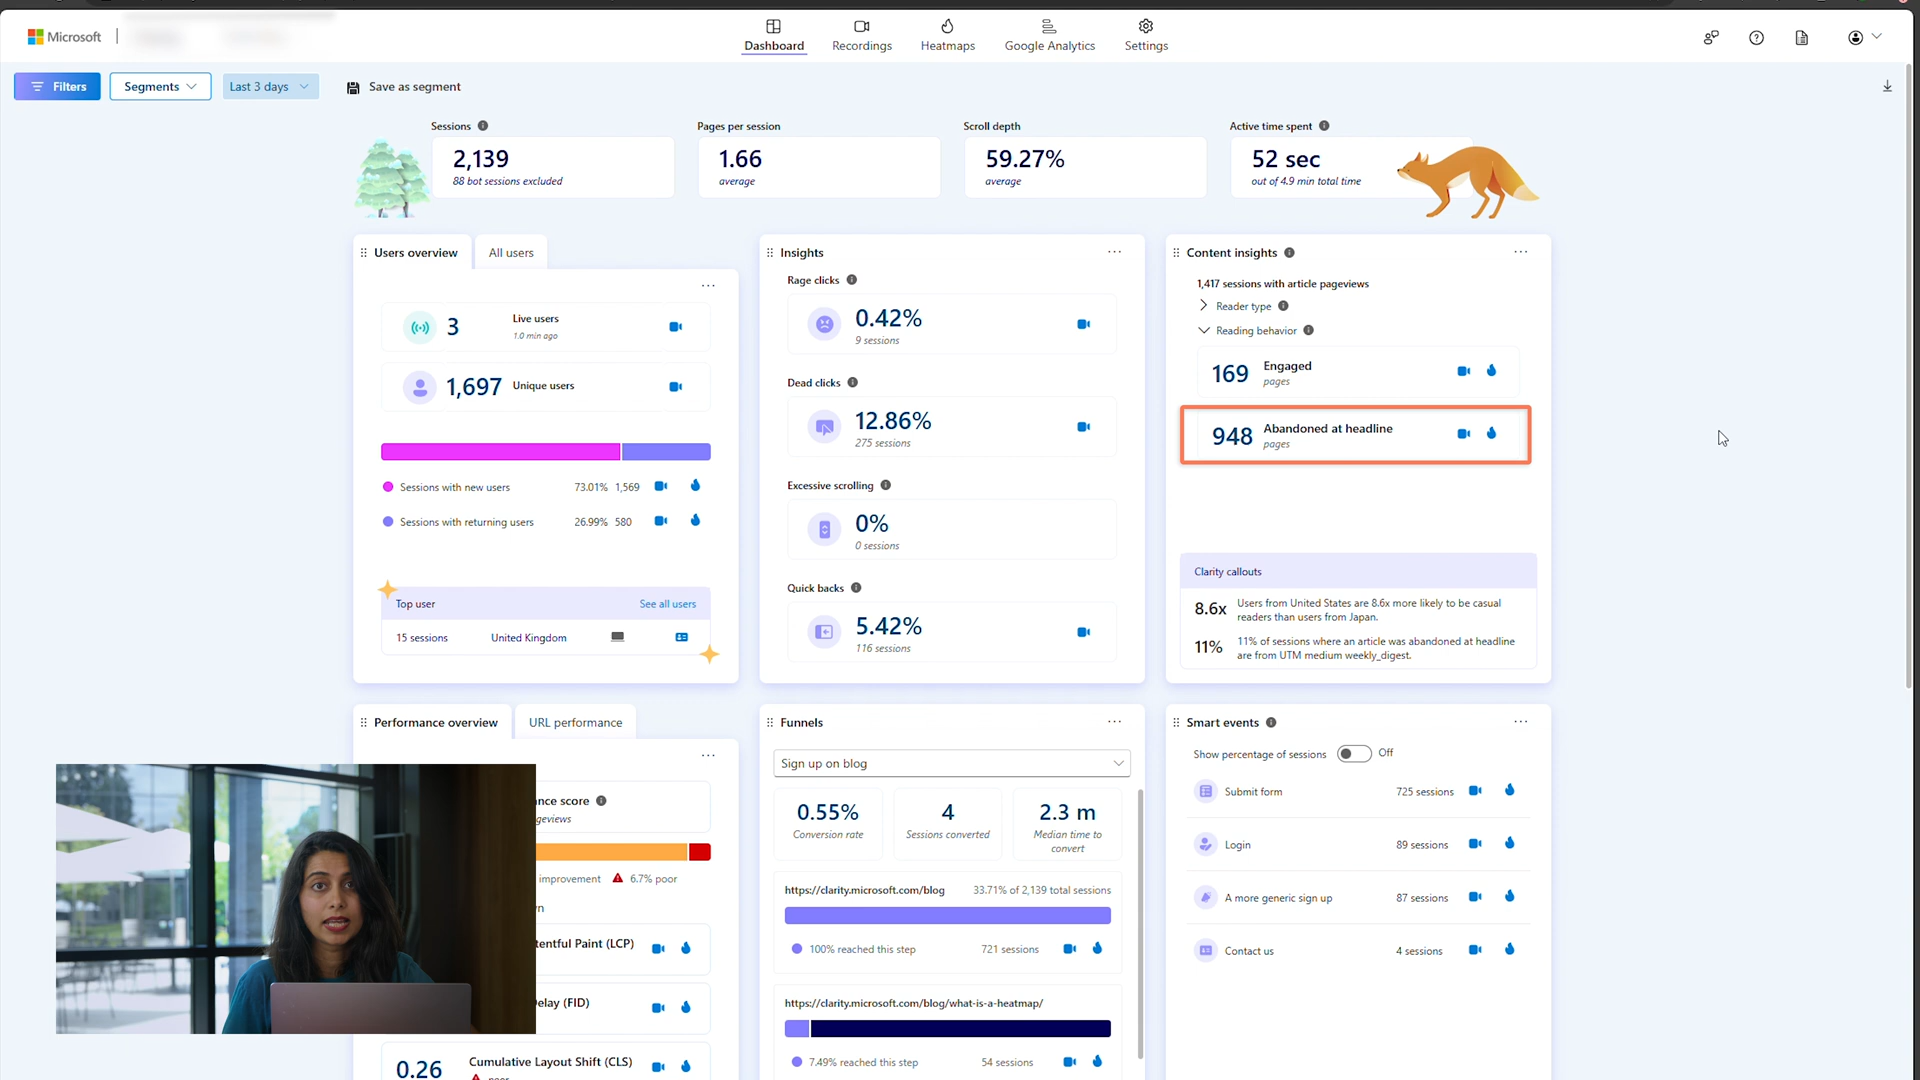 Microsoft
Dashboard
Recordings
Heatmaps
Google Analytics
Settings
Filters
Segments
Last 3 days
Save as segment
Sessions
2,139
88 bot sessions excluded
Pages per session
1.66
average
Scroll depth
59.27%
average
Active time spent
52 sec
out of 4.9 min total time
Users overview
All users
3
Live users
1.0 min ago
1,697
Unique users
Sessions with new users 73.01% 1,569
Sessions with returning users 26.99% 580
Top user
See all users
15 sessions
United Kingdom
Insights
Rage clicks
0.42%
9 sessions
Dead clicks
12.86%
275 sessions
Excessive scrolling
0%
0 sessions
Quick backs
5.42%
116 sessions
Content insights
1,417 sessions with article pageviews
Reader type
Reading behavior
169
Engaged
pages
948
Abandoned at headline
pages
Clarity callouts
8.6x
Users from United States are 8.6x more likely to be casual
readers than users from Japan.
11%
11% of sessions where an article was abandoned at headline
are from UTM medium weekly_digest.
Performance overview
URL performance
nce score
geviews
improvement
6.7% poor
wn
tentful Paint (LCP)
elay (FID)
0.26
Cumulative Layout Shift (CLS)
poor
Funnels
Sign up on blog
0.55%
Conversion rate
4
Sessions converted
2.3 m
Median time to
convert
https://clarity.microsoft.com/blog
33.71% of 2,139 total sessions
100% reached this step
721 sessions
https://clarity.microsoft.com/blog/what-is-a-heatmap/
7.49% reached this step
54 sessions
Smart events
Show percentage of sessions
Off
Submit form
725 sessions
Login
89 sessions
A more generic sign up
87 sessions
Contact us
4 sessions